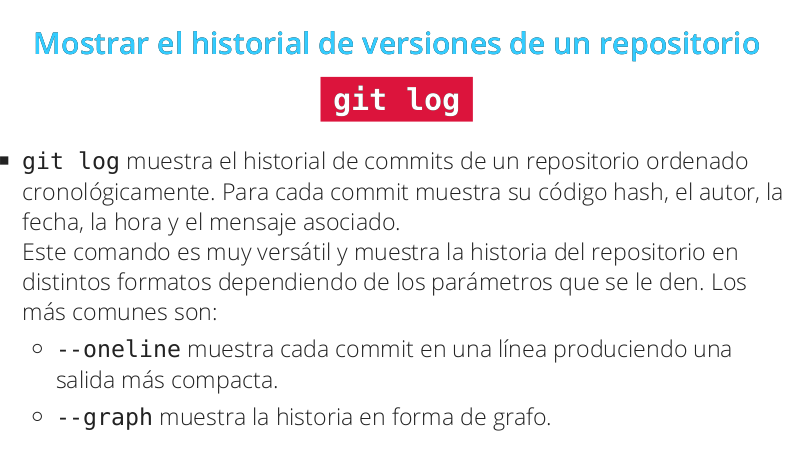 Mostrar el historial de versiones de un repositorio
git log
git log muestra el historial de commits de un repositorio ordenado
cronológicamente. Para cada commit muestra su código hash, el autor, la
fecha, la hora y el mensaje asociado.
Este comando es muy versátil y muestra la historia del repositorio en
distintos formatos dependiendo de los parámetros que se le den. Los
más comunes son:
--oneline muestra cada commit en una línea produciendo una
salida más compacta.
--graph muestra la historia en forma de grafo.